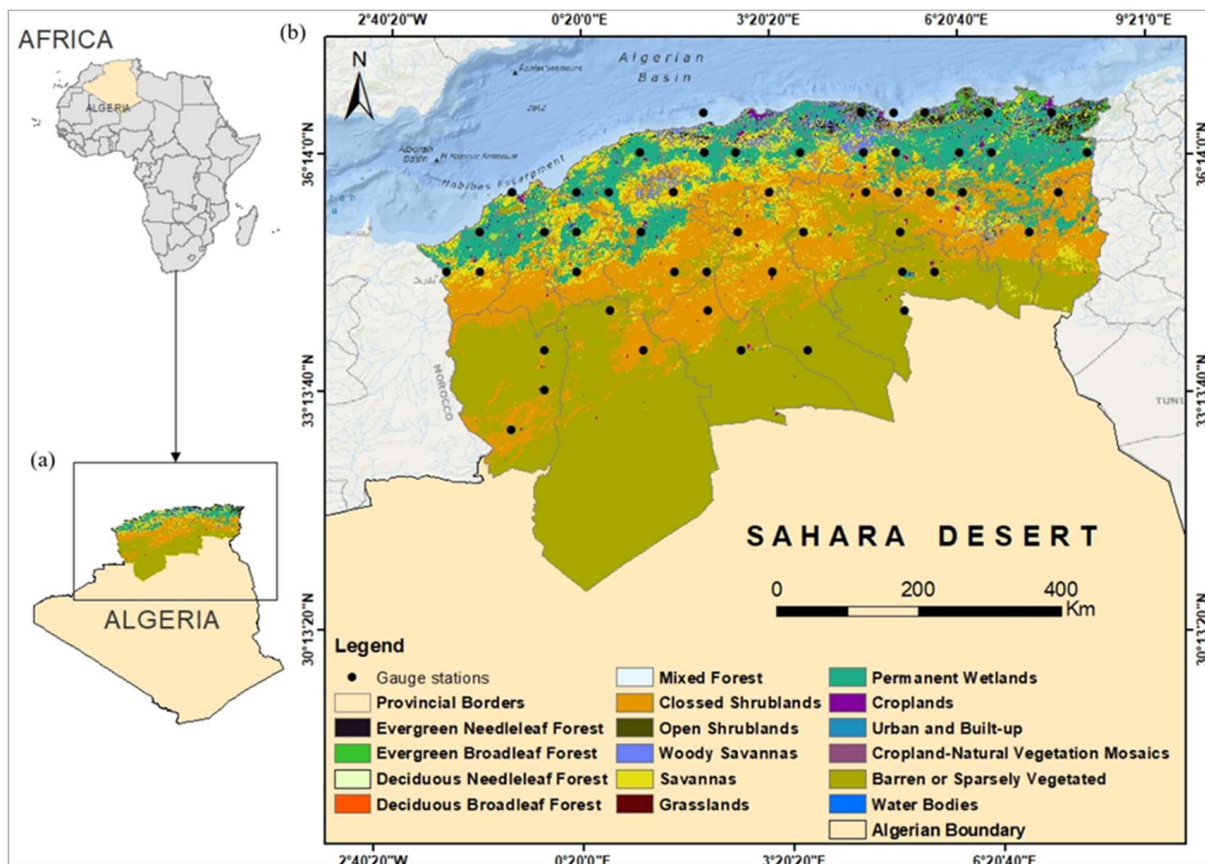 AFRICA
ALGERIA
(a)
ALGERIA
(b)
2°40'20"W
0°20'0"E
3°20'20"E
6°20'40"E
9°21'0"E
N
Algerian
Basin
Alboran
Basin
Habibas Escarpment
MOROCCO
TUNI
36°14'0"N
33°13'40"N
30°13'20"N
36°14'0"N
33°13'40"N
30°13'20"N
SAHARA DESERT
0 200 400
Km
Legend
Gauge stations
Provincial Borders
Evergreen Needleleaf Forest
Evergreen Broadleaf Forest
Deciduous Needleleaf Forest
Deciduous Broadleaf Forest
Mixed Forest
Clossed Shrublands
Open Shrublands
Woody Savannas
Savannas
Grasslands
Permanent Wetlands
Croplands
Urban and Built-up
Cropland-Natural Vegetation Mosaics
Barren or Sparsely Vegetated
Water Bodies
Algerian Boundary
2°40'20"W
0°20'0"E
3°20'20"E
6°20'40"E